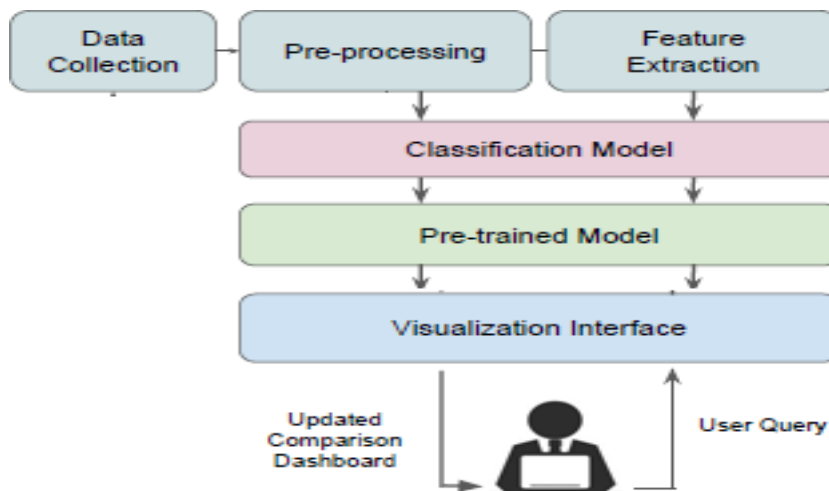 Data
Collection
Pre-processing
Feature
Extraction
Classification Model
Pre-trained Model
Visualization Interface
Updated
Comparison
Dashboard
User Query